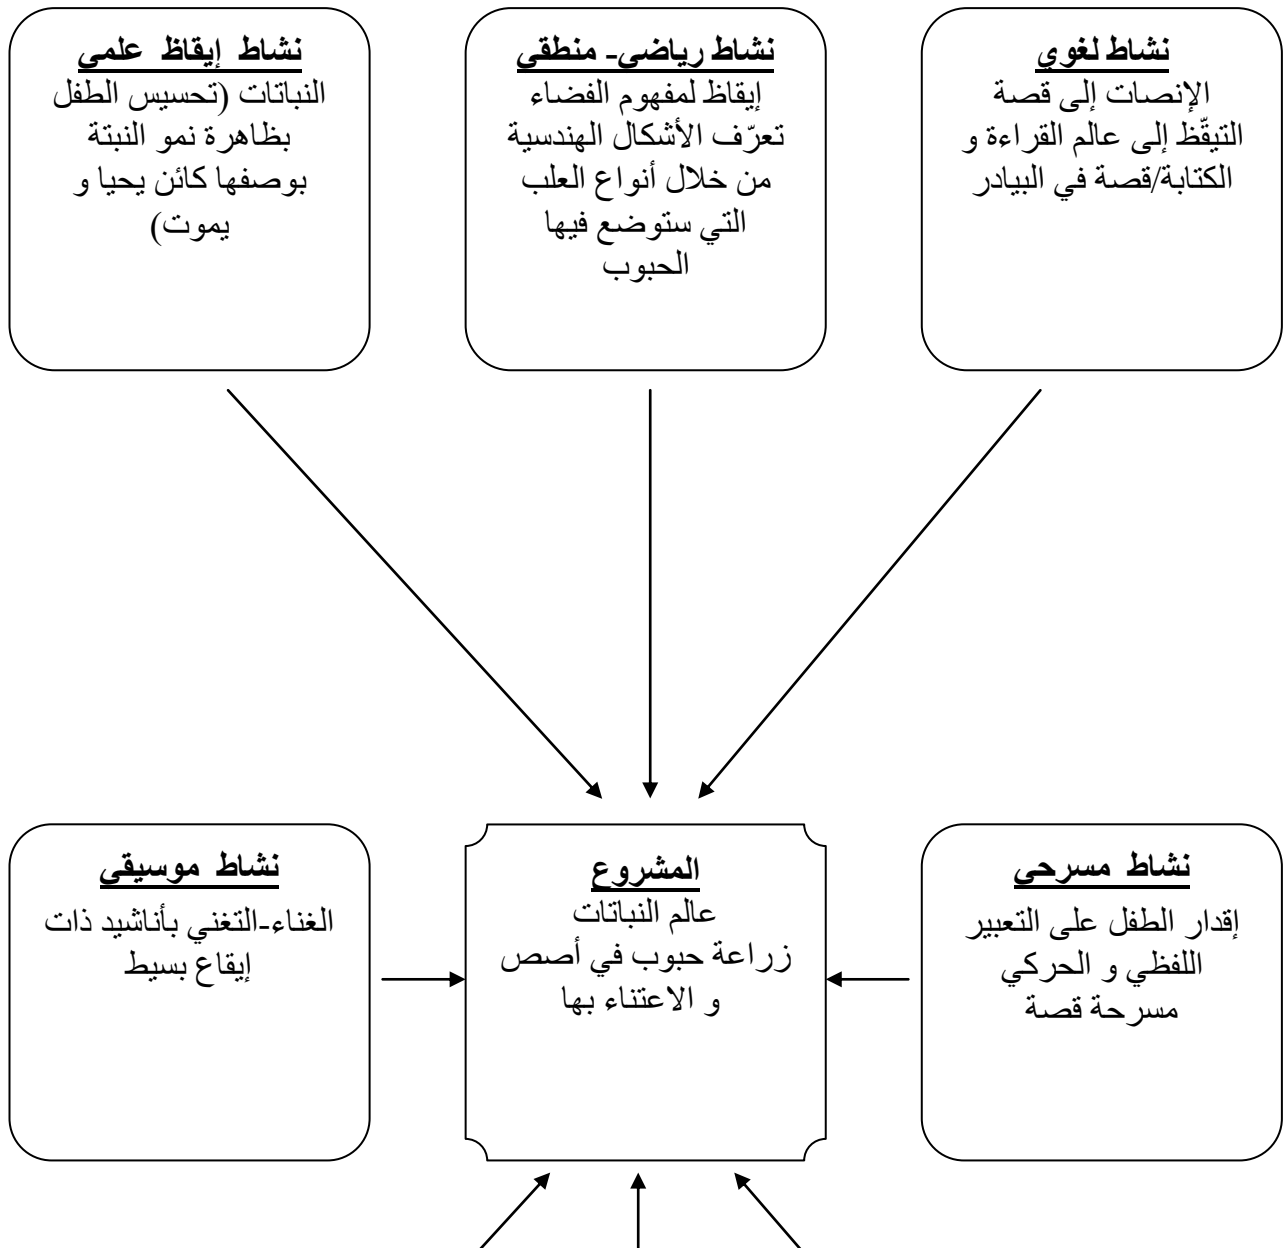 نشاط لغوي
الإنصات إلى قصة
التيقّظ إلى عالم القراءة و
الكتابة/قصة في البيادر
نشاط رياضي- منطقي
إيقاظ لمفهوم الفضاء
تعرّف الأشكال الهندسية
من خلال أنواع العلب
التي ستوضع فيها
الحبوب
نشاط إيقاظ علمي
النباتات (تحسيس الطفل
بظاهرة نمو النبتة
بوصفها كائن يحيا و
يموت)
نشاط مسرحي
إقدار الطفل على التعبير
اللفظي و الحركي
مسرحة قصة
المشروع
عالم النباتات
زراعة حبوب في أصص
و الاعتناء بها
نشاط موسيقي
الغناء-التغني بأناشيد ذات
إيقاع بسيط